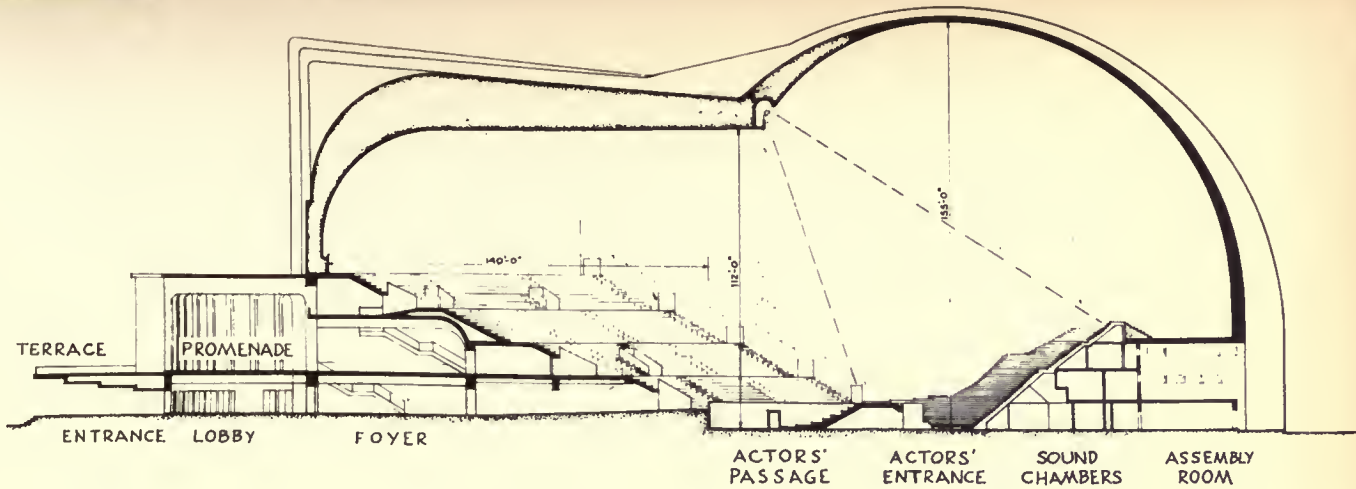 155'-0"
140'-0"
112'-0"
TERRACE
PROMENADE
ENTRANCE LOBBY
FOYER
ACTORS'
PASSAGE
ACTORS'
ENTRANCE
SOUND
CHAMBERS
ASSEMBLY
ROOM